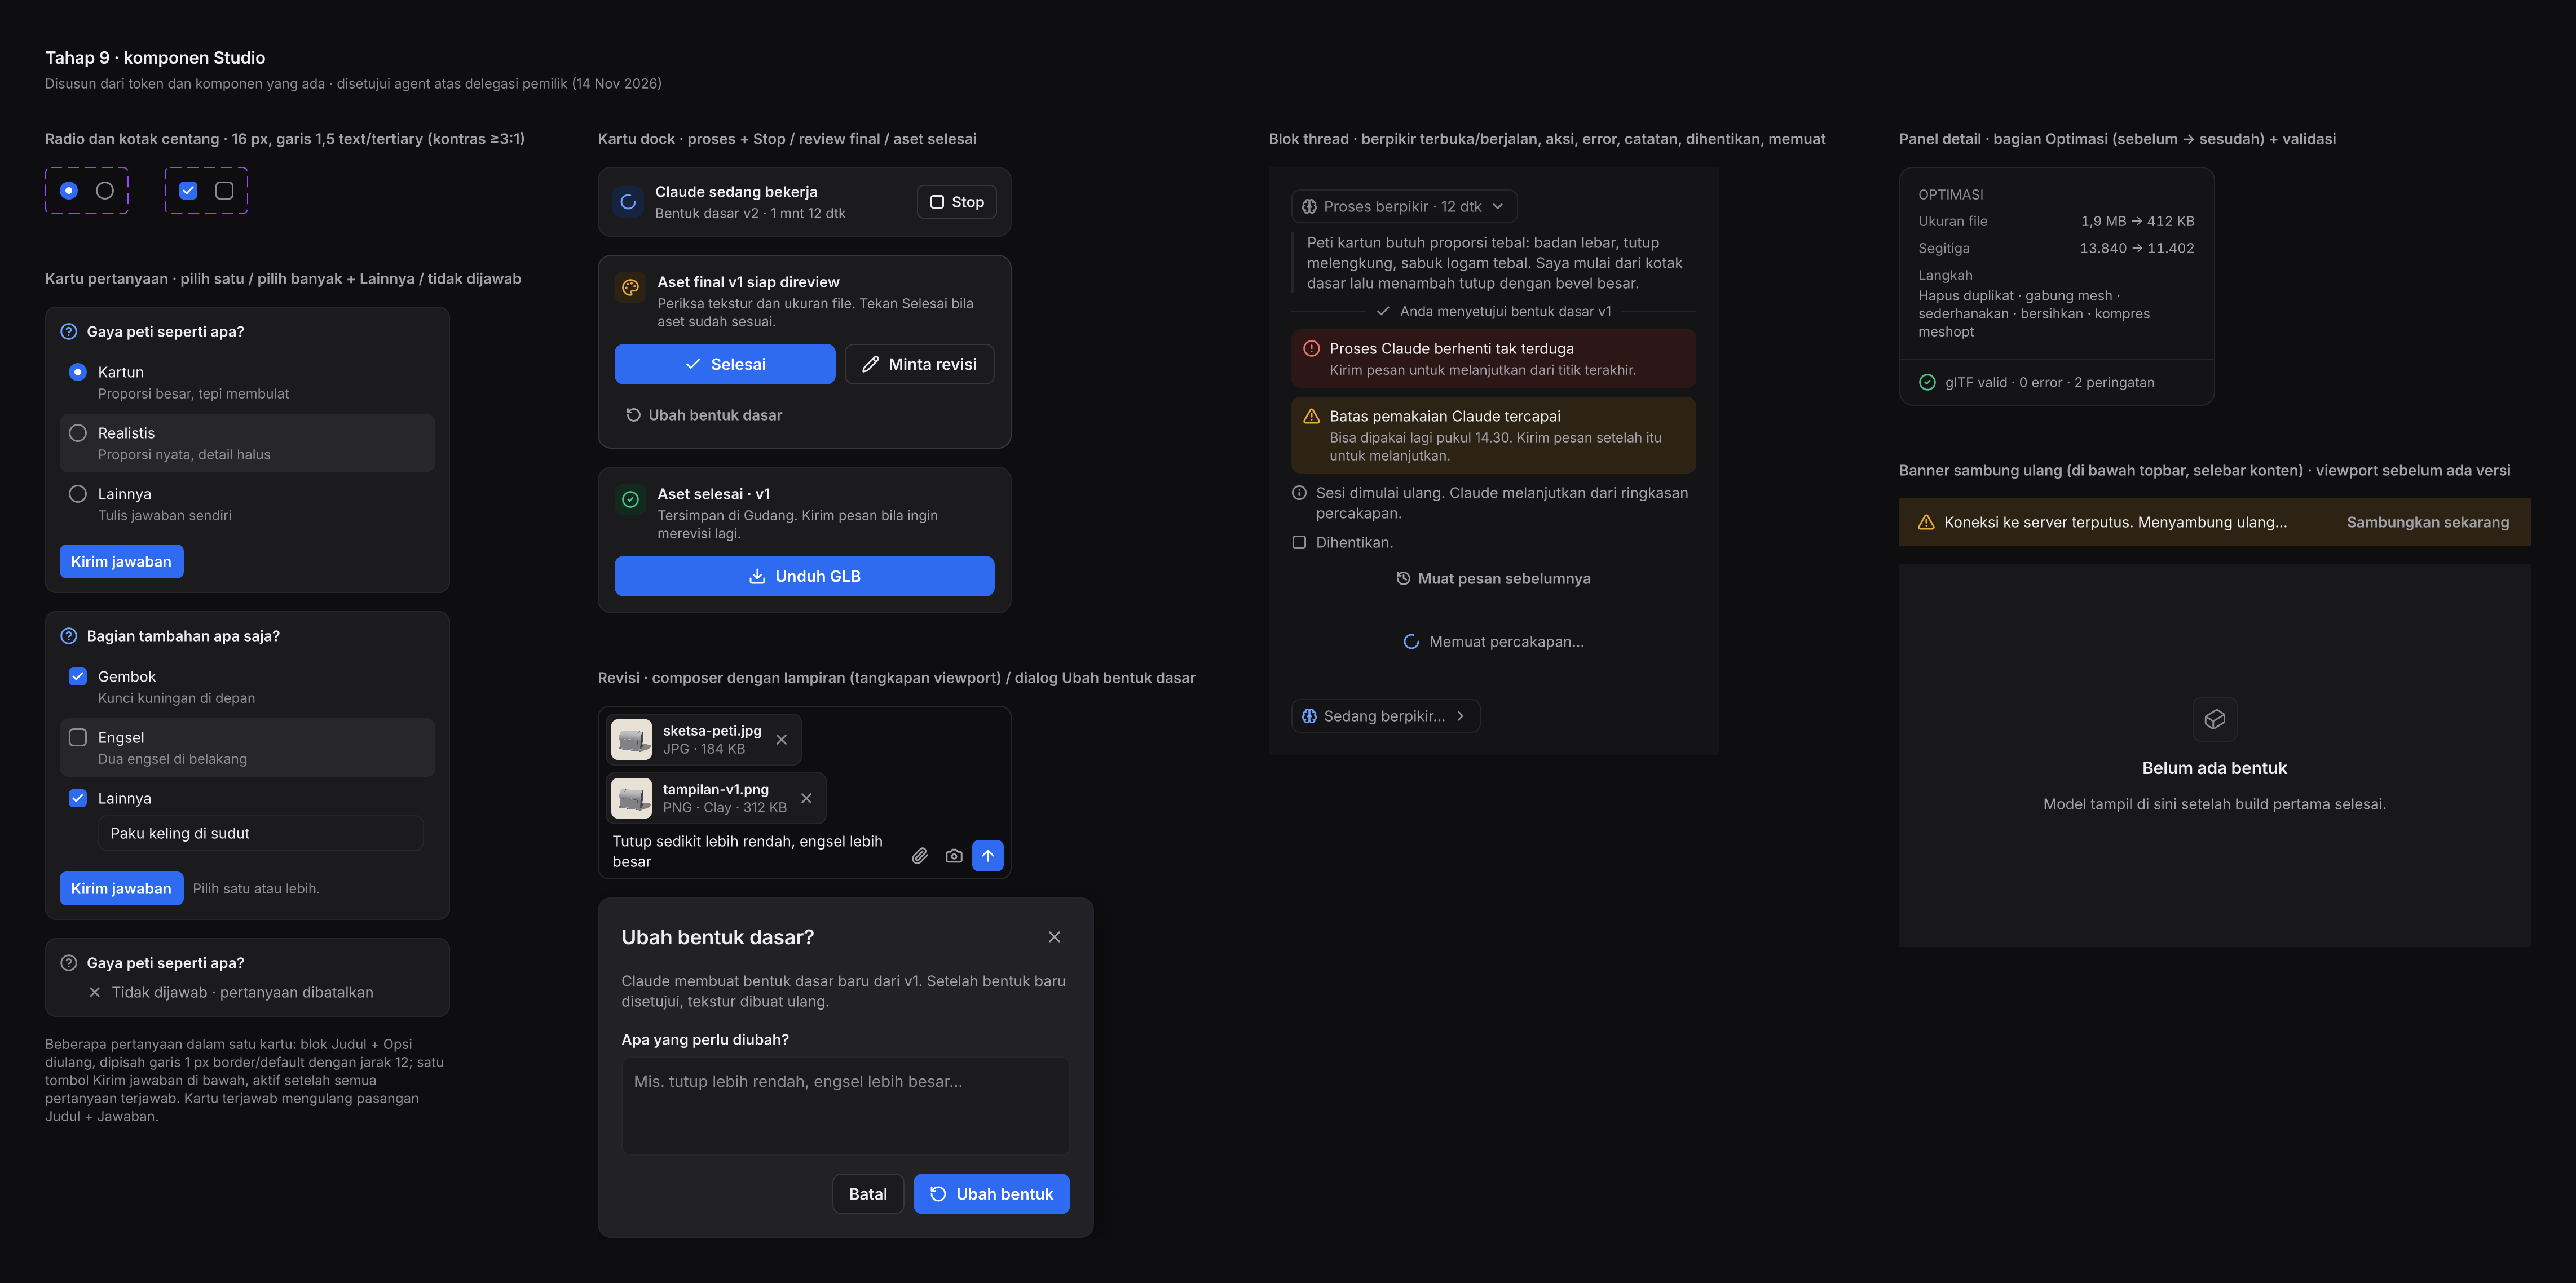 Tahap 9 · komponen Studio
Disusun dari token dan komponen yang ada · disetujui agent atas delegasi pemilik (14 Nov 2026)
Radio dan kotak centang · 16 px, garis 1,5 text/tertiary (kontras ≥3:1)
Kartu pertanyaan · pilih satu / pilih banyak + Lainnya / tidak dijawab
Gaya peti seperti apa?
Kartun
Proporsi besar, tepi membulat
Realistis
Proporsi nyata, detail halus
Lainnya
Tulis jawaban sendiri
Kirim jawaban
Bagian tambahan apa saja?
Gembok
Kunci kuningan di depan
Engsel
Dua engsel di belakang
Lainnya
Paku keling di sudut
Kirim jawaban
Pilih satu atau lebih.
Gaya peti seperti apa?
Tidak dijawab · pertanyaan dibatalkan
Beberapa pertanyaan dalam satu kartu: blok Judul + Opsi
diulang, dipisah garis 1 px border/default dengan jarak 12; satu
tombol Kirim jawaban di bawah, aktif setelah semua
pertanyaan terjawab. Kartu terjawab mengulang pasangan
Judul + Jawaban.
Kartu dock · proses + Stop / review final / aset selesai
Claude sedang bekerja
Bentuk dasar v2 · 1 mnt 12 dtk
Stop
Aset final v1 siap direview
Periksa tekstur dan ukuran file. Tekan Selesai bila
aset sudah sesuai.
Selesai
Minta revisi
Ubah bentuk dasar
Aset selesai · v1
Tersimpan di Gudang. Kirim pesan bila ingin
merevisi lagi.
Unduh GLB
Revisi · composer dengan lampiran (tangkapan viewport) / dialog Ubah bentuk dasar
sketsa-peti.jpg
JPG · 184 KB
tampilan-v1.png
PNG · Clay · 312 KB
Tutup sedikit lebih rendah, engsel lebih
besar
Ubah bentuk dasar?
Claude membuat bentuk dasar baru dari v1. Setelah bentuk baru
disetujui, tekstur dibuat ulang.
Apa yang perlu diubah?
Mis. tutup lebih rendah, engsel lebih besar...
Batal
Ubah bentuk
Blok thread · berpikir terbuka/berjalan, aksi, error, catatan, dihentikan, memuat
Proses berpikir · 12 dtk
Peti kartun butuh proporsi tebal: badan lebar, tutup
melengkung, sabuk logam tebal. Saya mulai dari kotak
dasar lalu menambah tutup dengan bevel besar.
Anda menyetujui bentuk dasar v1
Proses Claude berhenti tak terduga
Kirim pesan untuk melanjutkan dari titik terakhir.
Batas pemakaian Claude tercapai
Bisa dipakai lagi pukul 14.30. Kirim pesan setelah itu
untuk melanjutkan.
Sesi dimulai ulang. Claude melanjutkan dari ringkasan
percakapan.
Dihentikan.
Muat pesan sebelumnya
Memuat percakapan...
Sedang berpikir...
Panel detail · bagian Optimasi (sebelum → sesudah) + validasi
OPTIMASI
Ukuran file 1,9 MB → 412 KB
Segitiga 13.840 → 11.402
Langkah
Hapus duplikat · gabung mesh ·
sederhanakan · bersihkan · kompres
meshopt
glTF valid · 0 error · 2 peringatan
Banner sambung ulang (di bawah topbar, selebar konten) · viewport sebelum ada versi
Koneksi ke server terputus. Menyambung ulang...
Sambungkan sekarang
Belum ada bentuk
Model tampil di sini setelah build pertama selesai.